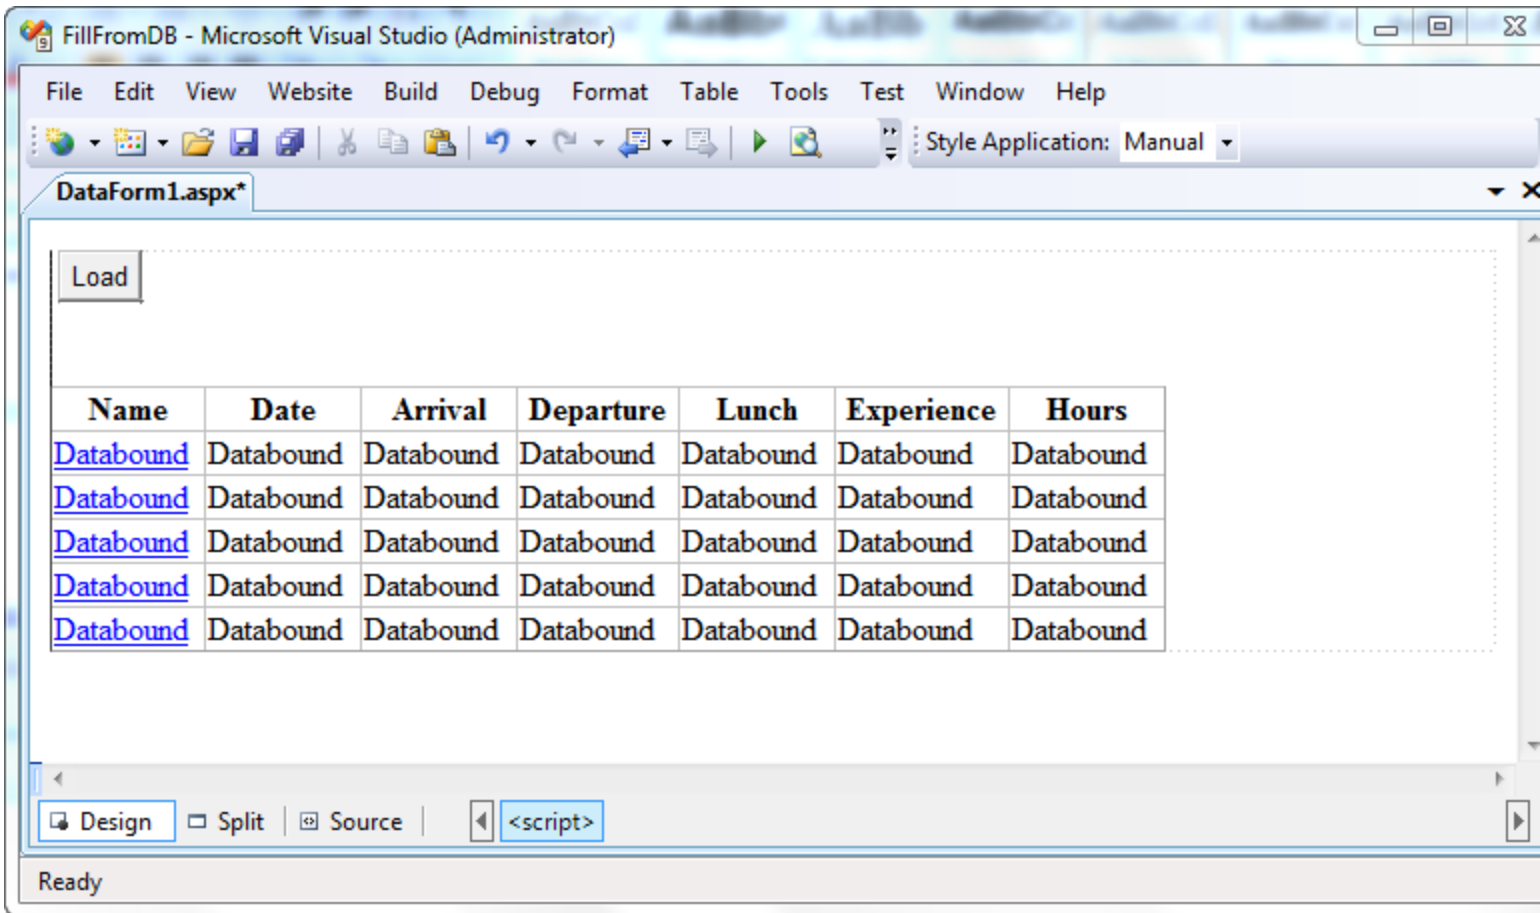 FillFromDB - Microsoft Visual Studio (Administrator)
File Edit View Website Build Debug Format Table Tools Test Window Help
Style Application: Manual
DataForm1.aspx*
Load
Name Date Arrival Departure Lunch Experience Hours
Databound Databound Databound Databound Databound Databound Databound
Databound Databound Databound Databound Databound Databound Databound
Databound Databound Databound Databound Databound Databound Databound
Databound Databound Databound Databound Databound Databound Databound
Databound Databound Databound Databound Databound Databound Databound
Design Split Source <script>
Ready